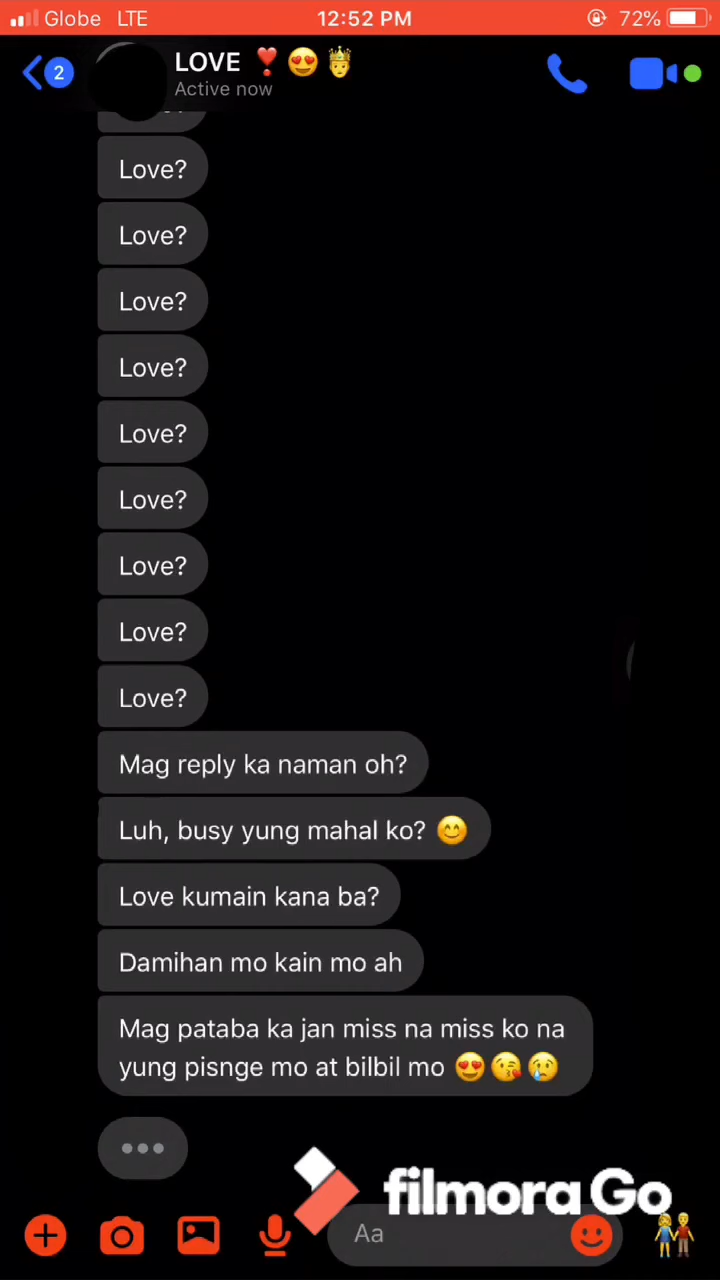 Globe LTE 12:52 PM 72%
2 LOVE ❣️😍🤴
Active now
Love?
Love?
Love?
Love?
Love?
Love?
Love?
Love?
Love?
Mag reply ka naman oh?
Luh, busy yung mahal ko? 😊
Love kumain kana ba?
Damihan mo kain mo ah
Mag pataba ka jan miss na miss ko na
yung pisnge mo at bilbil mo 😍😘😢
filmora Go
Aa